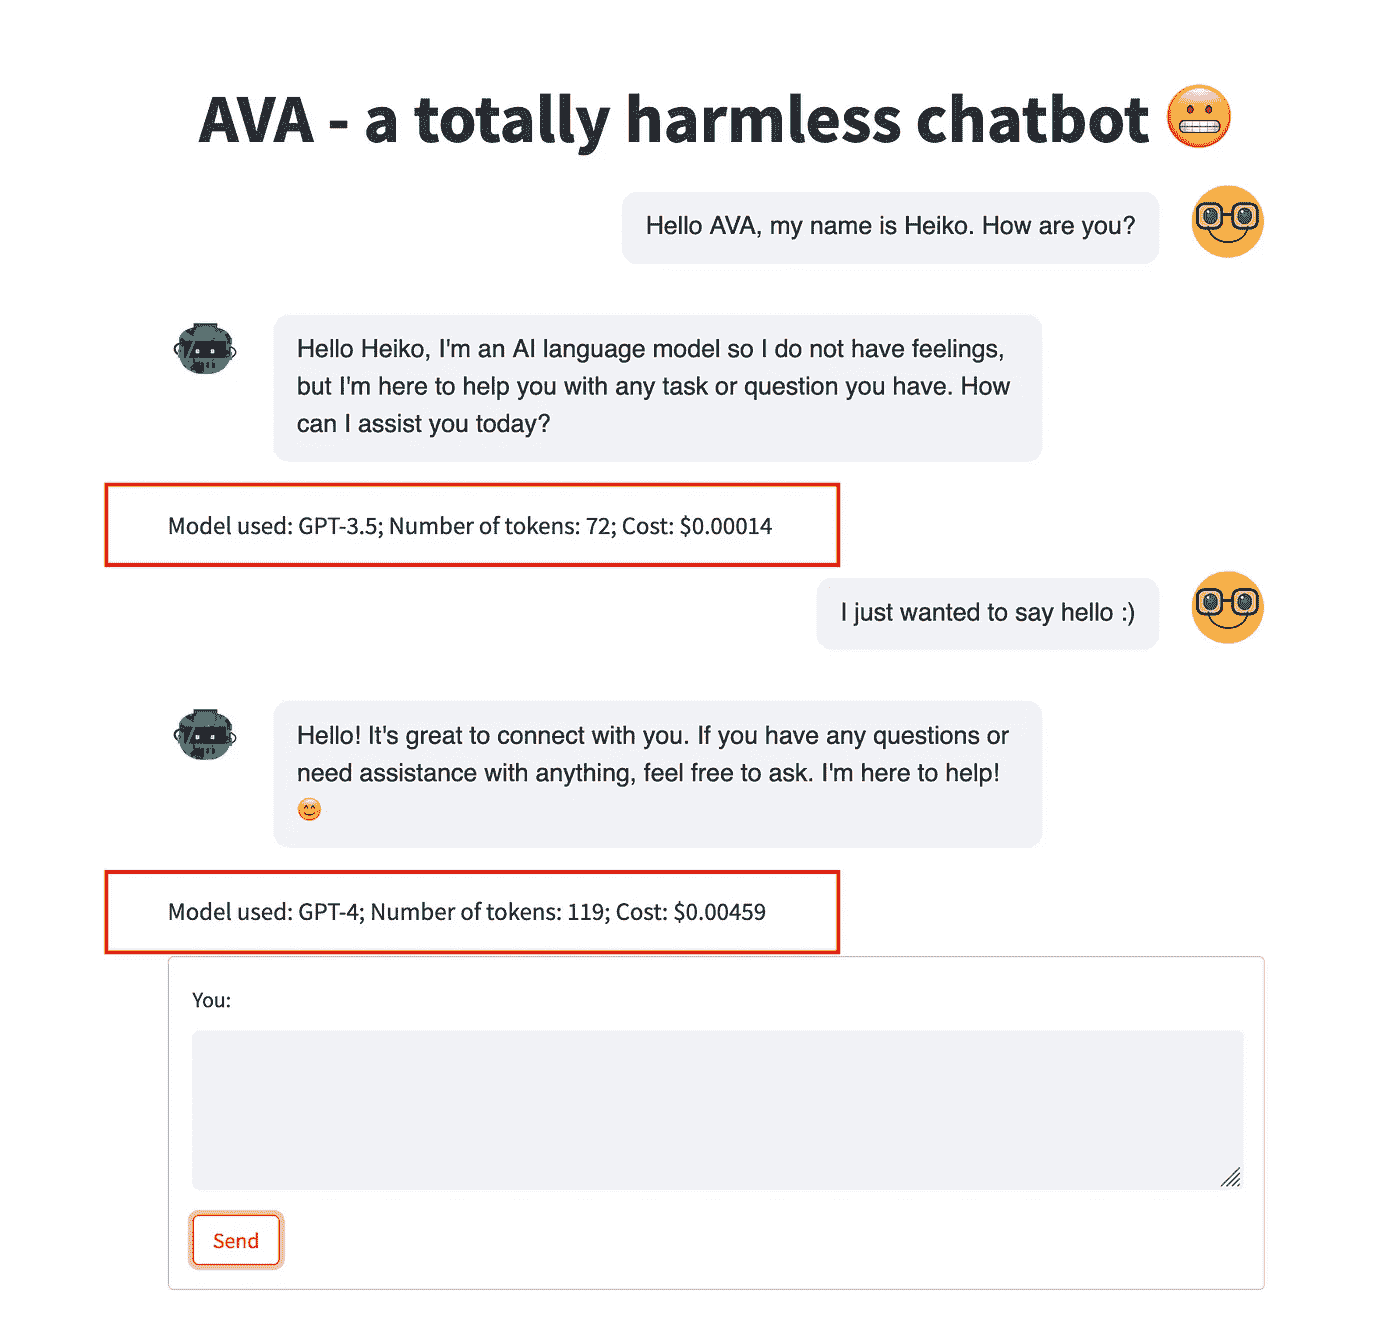 AVA - a totally harmless chatbot 😬
Hello AVA, my name is Heiko. How are you?
Hello Heiko, I'm an AI language model so I do not have feelings,
but I'm here to help you with any task or question you have. How
can I assist you today?
Model used: GPT-3.5; Number of tokens: 72; Cost: $0.00014
I just wanted to say hello :)
Hello! It's great to connect with you. If you have any questions or
need assistance with anything, feel free to ask. I'm here to help!
😊
Model used: GPT-4; Number of tokens: 119; Cost: $0.00459
You:
Send